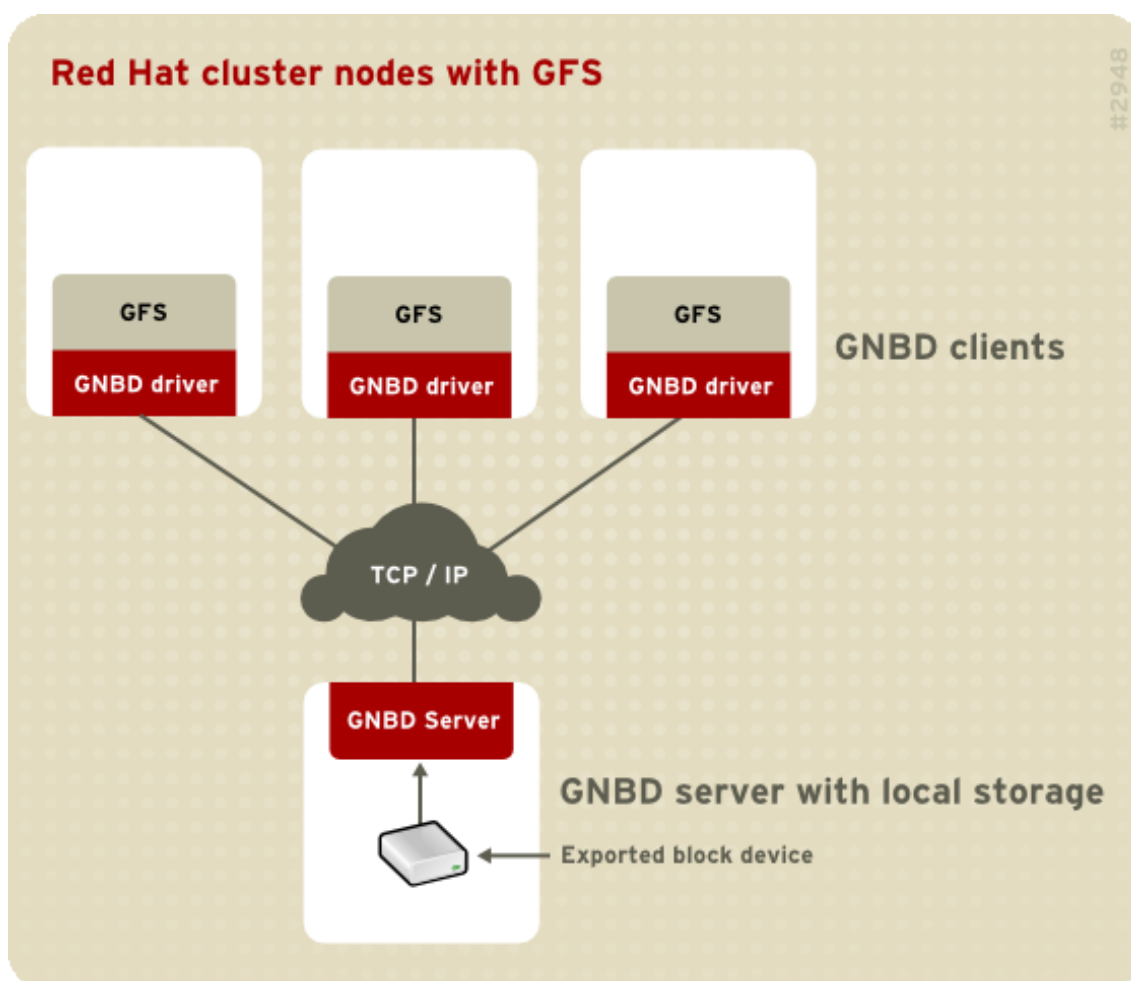 Red Hat cluster nodes with GFS
#2948
GFS
GFS
GFS
GNBD driver
GNBD driver
GNBD driver
GNBD clients
TCP / IP
GNBD Server
GNBD server with local storage
Exported block device